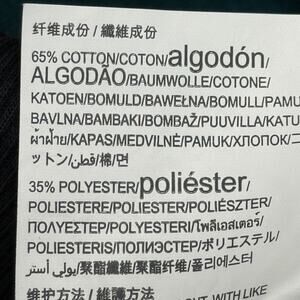 纤维成份 / 纖維成份
65% COTTON/COTON/algodón/
ALGODÃO/BAUMWOLLE/COTONE/
KATOEN/BOMULD/BAWEŁNA/BOMULL/PAMU
BAVLNA/BAMBAKI/BOMBAŽ/PUUVILLA/KATU
ผ้าฝ้าย/KAPAS/MEDVILNĖ/PAMUK/ХЛОПОК/コ
ットン/قطن/棉/면
35% POLYESTER/poliéster/
POLIESTERE/POLIESTER/POLIÉSZTER/
ΠΟΛΥΕΣΤΕΡ/POLYESTERI/โพลีเอสเตอร์/
POLIESTERIS/ПОЛИЭСТЕР/ポリエステル/
بولي أستر/聚酯纖維/聚酯纤维/폴리에스터
维护方法 / 維護方法
WITH LIKE